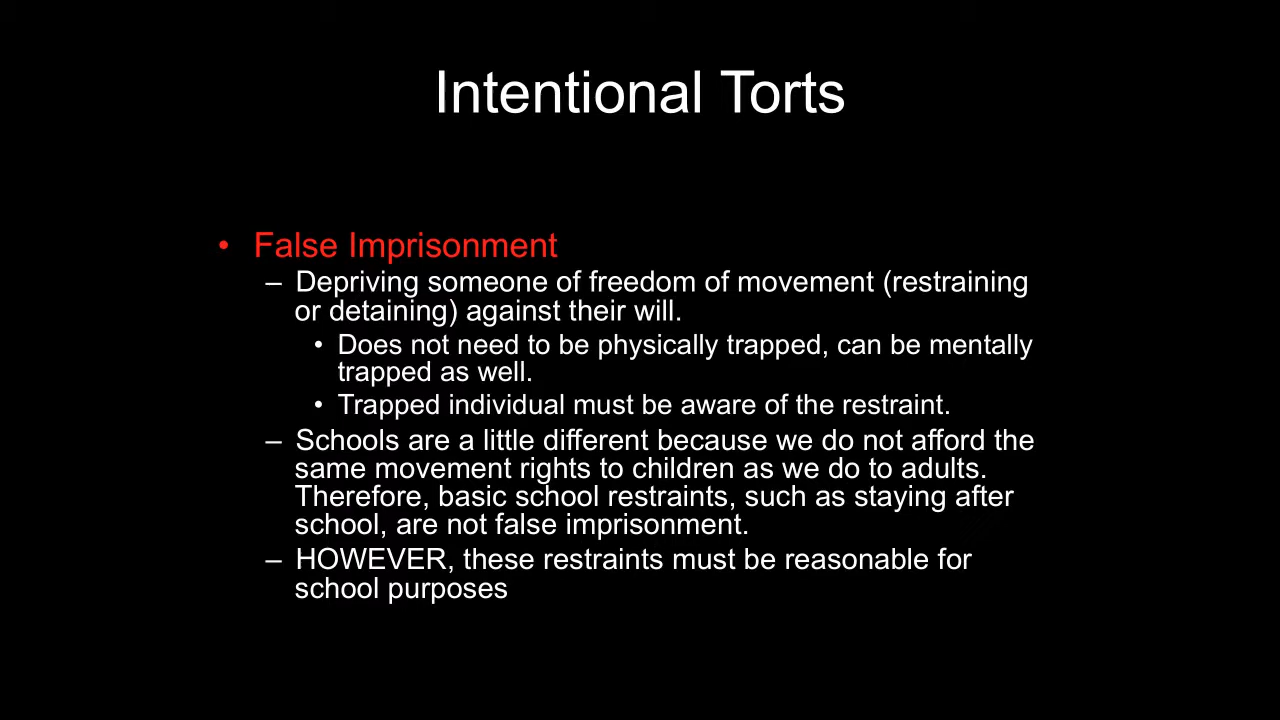 Intentional Torts
• False Imprisonment
– Depriving someone of freedom of movement (restraining
or detaining) against their will.
• Does not need to be physically trapped, can be mentally
trapped as well.
• Trapped individual must be aware of the restraint.
– Schools are a little different because we do not afford the
same movement rights to children as we do to adults.
Therefore, basic school restraints, such as staying after
school, are not false imprisonment.
– HOWEVER, these restraints must be reasonable for
school purposes